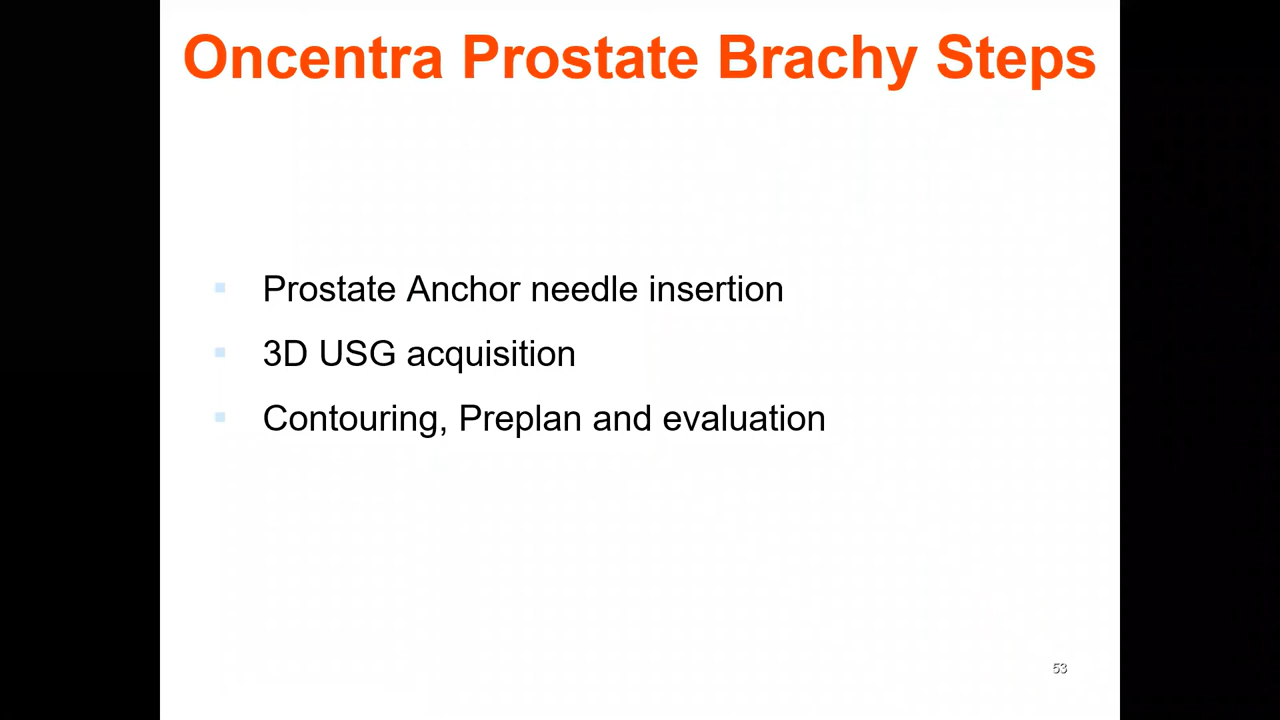 Oncentra Prostate Brachy Steps
Prostate Anchor needle insertion
3D USG acquisition
Contouring, Preplan and evaluation
53